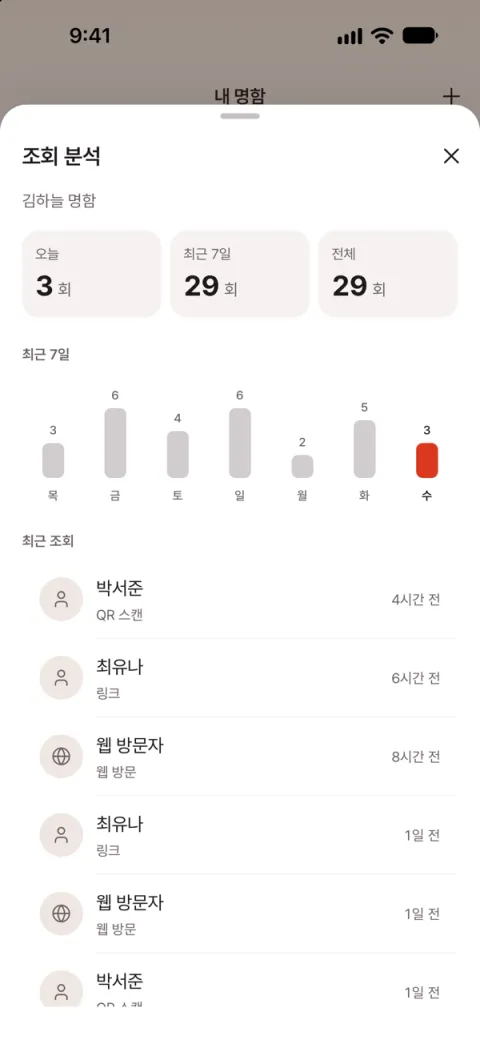 9:41
내 명함
조회 분석
김하늘 명함
오늘
3 회
최근 7일
29 회
전체
29 회
최근 7일
3 6 4 6 2 5 3
목 금 토 일 월 화 수
최근 조회
박서준
QR 스캔
4시간 전
최유나
링크
6시간 전
웹 방문자
웹 방문
8시간 전
최유나
링크
1일 전
웹 방문자
웹 방문
1일 전
박서준
QR 스캔
1일 전